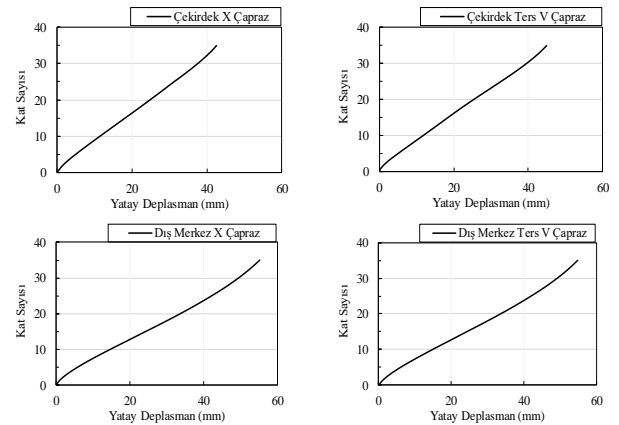 Çekirdek X Çapraz
Kat Sayısı
40
30
20
10
0
0 20 40 60
Yatay Deplasman (mm)
Çekirdek Ters V Çapraz
Kat Sayısı
40
30
20
10
0
0 20 40 60
Yatay Deplasman (mm)
Dış Merkez X Çapraz
Kat Sayısı
40
30
20
10
0
0 20 40 60
Yatay Deplasman (mm)
Dış Merkez Ters V Çapraz
Kat Sayısı
40
30
20
10
0
0 20 40 60
Yatay Deplasman (mm)